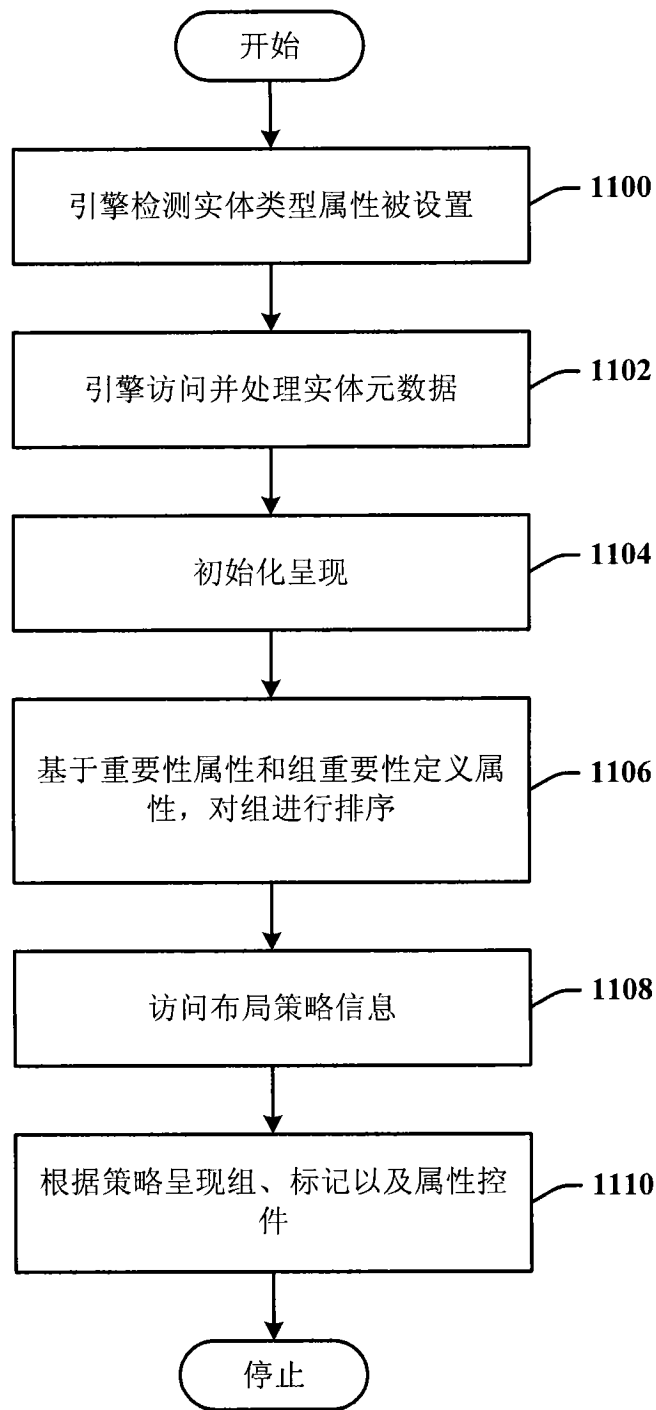 开始
引擎检测实体类型属性被设置
1100
引擎访问并处理实体元数据
1102
初始化呈现
1104
基于重要性属性和组重要性定义属
性，对组进行排序
1106
访问布局策略信息
1108
根据策略呈现组、标记以及属性控
件
1110
停止